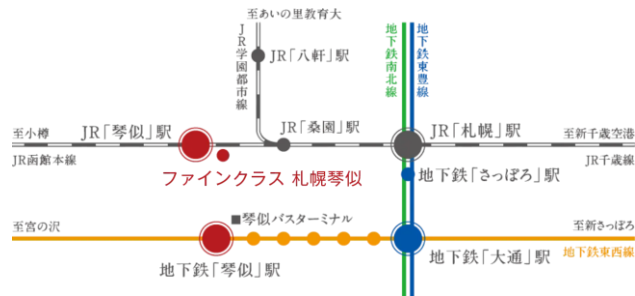 至あいの里教育大
JR学園都市線
JR「八軒」駅
地下鉄南北線
地下鉄東豊線
至小樽
JR「琴似」駅
JR「桑園」駅
JR「札幌」駅
至新千歳空港
JR函館本線
JR千歳線
ファインクラス 札幌琴似
地下鉄「さっぽろ」駅
■琴似バスターミナル
至宮の沢
至新さっぽろ
地下鉄「琴似」駅
地下鉄「大通」駅
地下鉄東西線